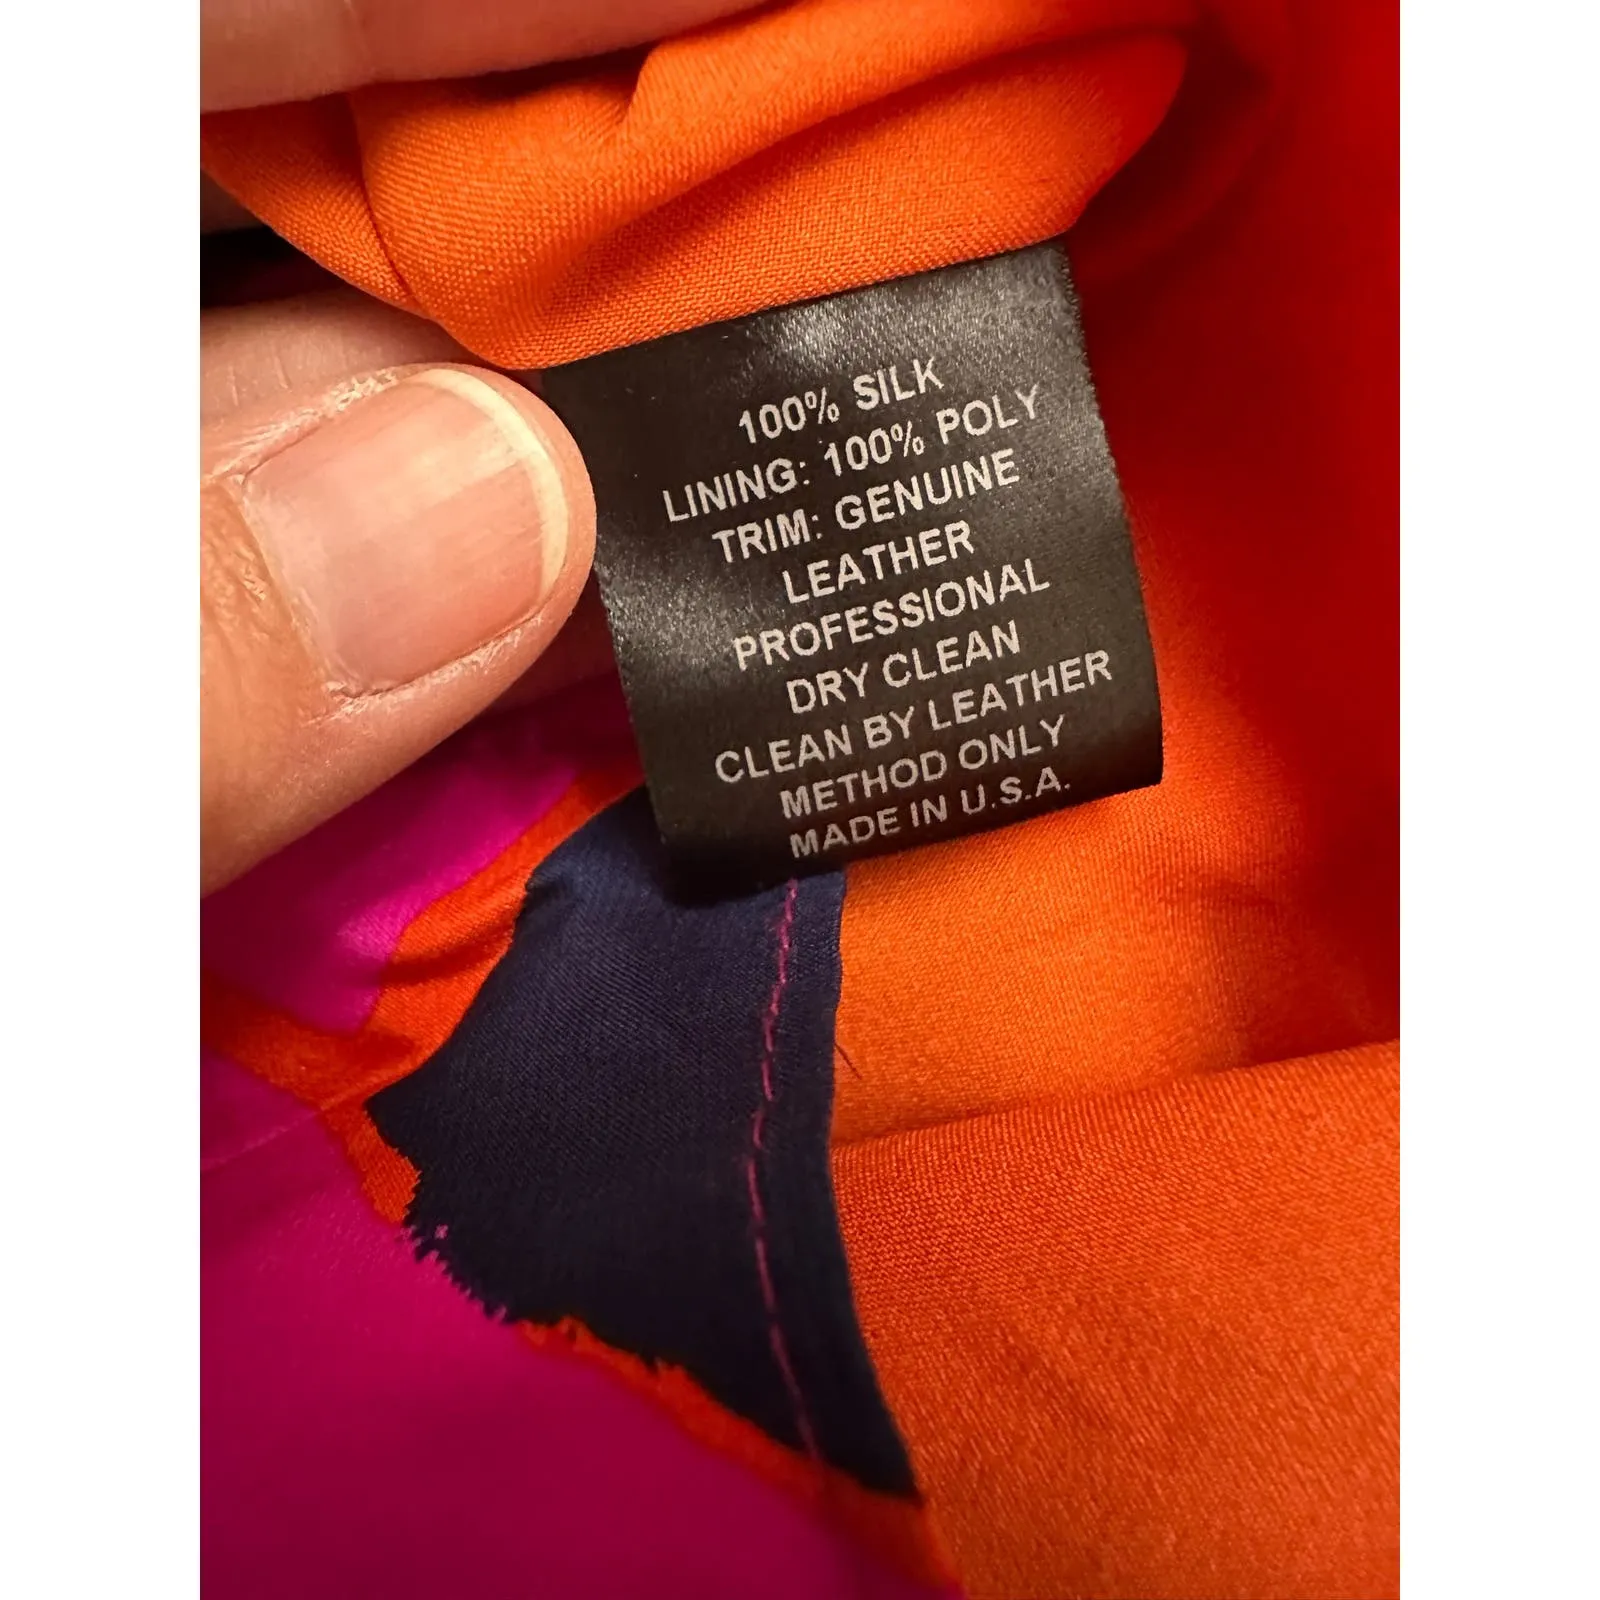 100% SILK
LINING: 100% POLY
TRIM: GENUINE
LEATHER
PROFESSIONAL
DRY CLEAN
CLEAN BY LEATHER
METHOD ONLY
MADE IN U.S.A.